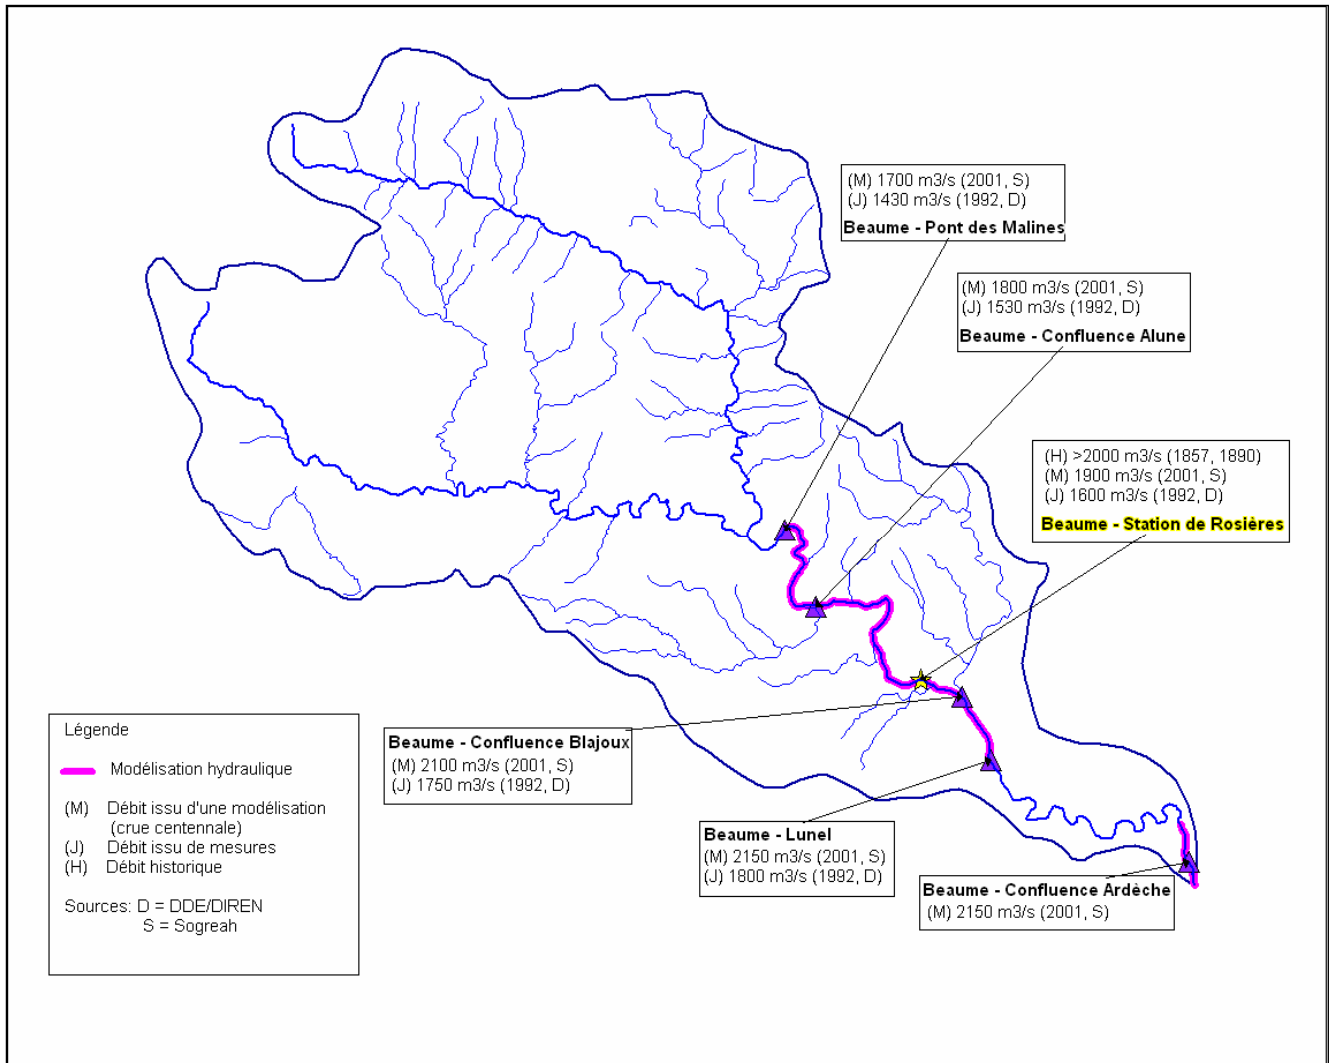 (M) 1700 m3/s (2001, S)
(J) 1430 m3/s (1992, D)
Beaume - Pont des Malines
(M) 1800 m3/s (2001, S)
(J) 1530 m3/s (1992, D)
Beaume - Confluence Alune
(H) >2000 m3/s (1857, 1890)
(M) 1900 m3/s (2001, S)
(J) 1600 m3/s (1992, D)
Beaume - Station de Rosières
Beaume - Confluence Blajoux
(M) 2100 m3/s (2001, S)
(J) 1750 m3/s (1992, D)
Beaume - Lunel
(M) 2150 m3/s (2001, S)
(J) 1800 m3/s (1992, D)
Beaume - Confluence Ardèche
(M) 2150 m3/s (2001, S)
Légende
Modélisation hydraulique
(M) Débit issu d'une modélisation
(crue centennale)
(J) Débit issu de mesures
(H) Débit historique
Sources: D = DDE/DIREN
S = Sogreah